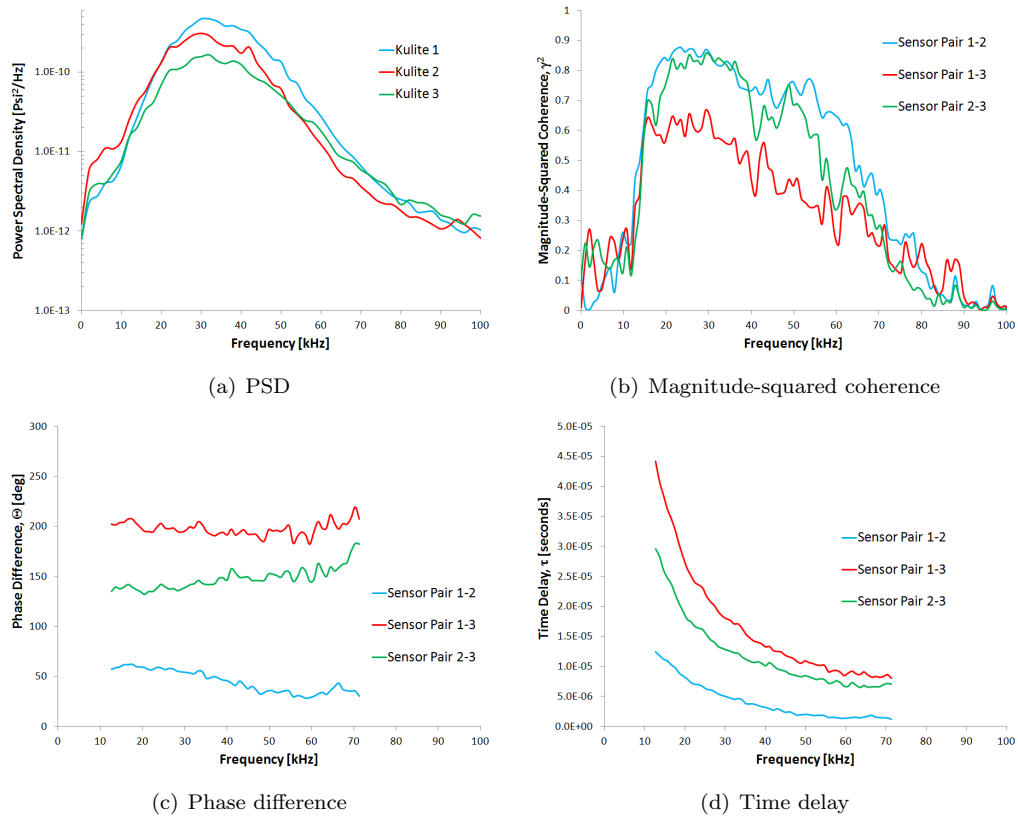 Power Spectral Density [Psi²/Hz]
1.0E-10
1.0E-11
1.0E-12
1.0E-13
Kulite 1
Kulite 2
Kulite 3
0 10 20 30 40 50 60 70 80 90 100
Frequency [kHz]
(a) PSD
Magnitude-Squared Coherence, γ²
1
0.9
0.8
0.7
0.6
0.5
0.4
0.3
0.2
0.1
0
Sensor Pair 1-2
Sensor Pair 1-3
Sensor Pair 2-3
0 10 20 30 40 50 60 70 80 90 100
Frequency [kHz]
(b) Magnitude-squared coherence
Phase Difference, Θ [deg]
300
250
200
150
100
50
0
Sensor Pair 1-2
Sensor Pair 1-3
Sensor Pair 2-3
0 10 20 30 40 50 60 70 80 90 100
Frequency [kHz]
(c) Phase difference
Time Delay, τ [seconds]
5.0E-05
4.5E-05
4.0E-05
3.5E-05
3.0E-05
2.5E-05
2.0E-05
1.5E-05
1.0E-05
5.0E-06
0.0E+00
Sensor Pair 1-2
Sensor Pair 1-3
Sensor Pair 2-3
0 10 20 30 40 50 60 70 80 90 100
Frequency [kHz]
(d) Time delay